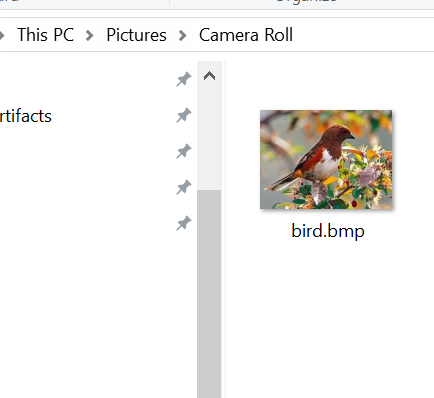 This PC
Pictures
Camera Roll
rtifacts
bird.bmp